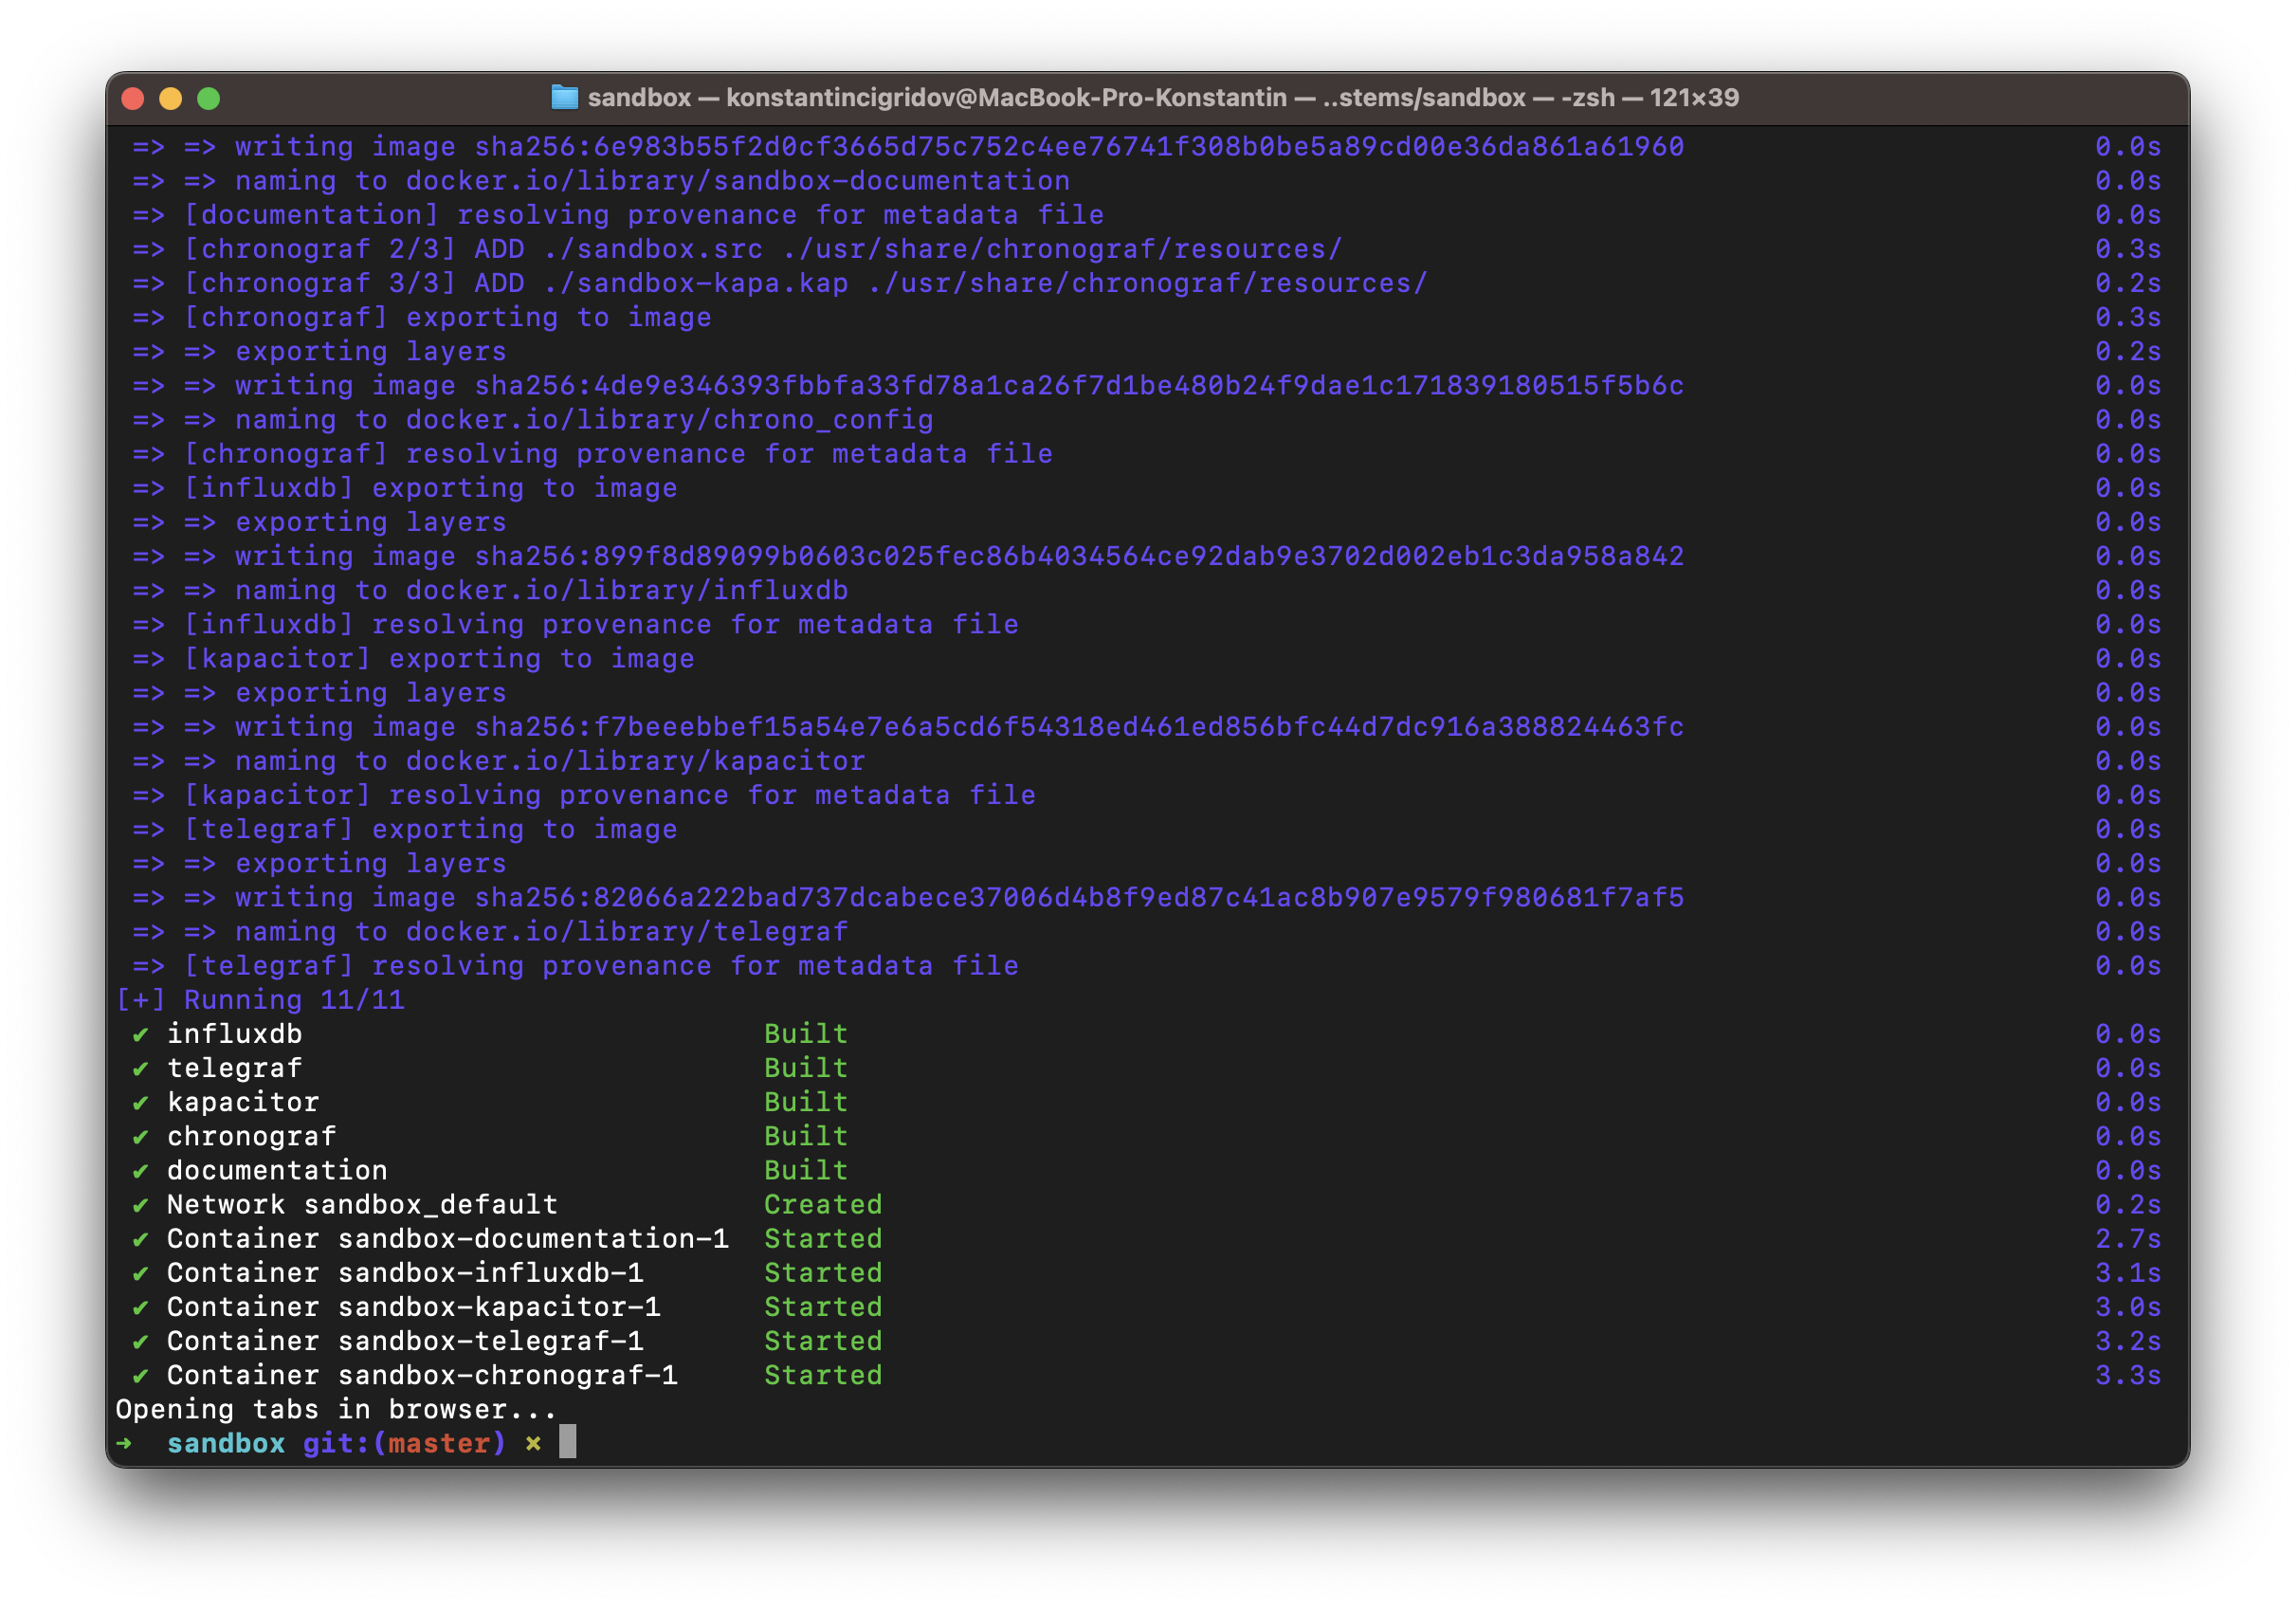 sandbox — konstantincigridov@MacBook-Pro-Konstantin — ..stems/sandbox — -zsh — 121×39
=> => writing image sha256:6e983b55f2d0cf3665d75c752c4ee76741f308b0be5a89cd00e36da861a61960 0.0s
=> => naming to docker.io/library/sandbox-documentation 0.0s
=> [documentation] resolving provenance for metadata file 0.0s
=> [chronograf 2/3] ADD ./sandbox.src ./usr/share/chronograf/resources/ 0.3s
=> [chronograf 3/3] ADD ./sandbox-kapa.kap ./usr/share/chronograf/resources/ 0.2s
=> [chronograf] exporting to image 0.3s
=> => exporting layers 0.2s
=> => writing image sha256:4de9e346393fbbfa33fd78a1ca26f7d1be480b24f9dae1c171839180515f5b6c 0.0s
=> => naming to docker.io/library/chrono_config 0.0s
=> [chronograf] resolving provenance for metadata file 0.0s
=> [influxdb] exporting to image 0.0s
=> => exporting layers 0.0s
=> => writing image sha256:899f8d89099b0603c025fec86b4034564ce92dab9e3702d002eb1c3da958a842 0.0s
=> => naming to docker.io/library/influxdb 0.0s
=> [influxdb] resolving provenance for metadata file 0.0s
=> [kapacitor] exporting to image 0.0s
=> => exporting layers 0.0s
=> => writing image sha256:f7beeebbef15a54e7e6a5cd6f54318ed461ed856bfc44d7dc916a388824463fc 0.0s
=> => naming to docker.io/library/kapacitor 0.0s
=> [kapacitor] resolving provenance for metadata file 0.0s
=> [telegraf] exporting to image 0.0s
=> => exporting layers 0.0s
=> => writing image sha256:82066a222bad737dcabece37006d4b8f9ed87c41ac8b907e9579f980681f7af5 0.0s
=> => naming to docker.io/library/telegraf 0.0s
=> [telegraf] resolving provenance for metadata file 0.0s
[+] Running 11/11
✔ influxdb Built 0.0s
✔ telegraf Built 0.0s
✔ kapacitor Built 0.0s
✔ chronograf Built 0.0s
✔ documentation Built 0.0s
✔ Network sandbox_default Created 0.2s
✔ Container sandbox-documentation-1 Started 2.7s
✔ Container sandbox-influxdb-1 Started 3.1s
✔ Container sandbox-kapacitor-1 Started 3.0s
✔ Container sandbox-telegraf-1 Started 3.2s
✔ Container sandbox-chronograf-1 Started 3.3s
Opening tabs in browser...
➜ sandbox git:(master) ✗